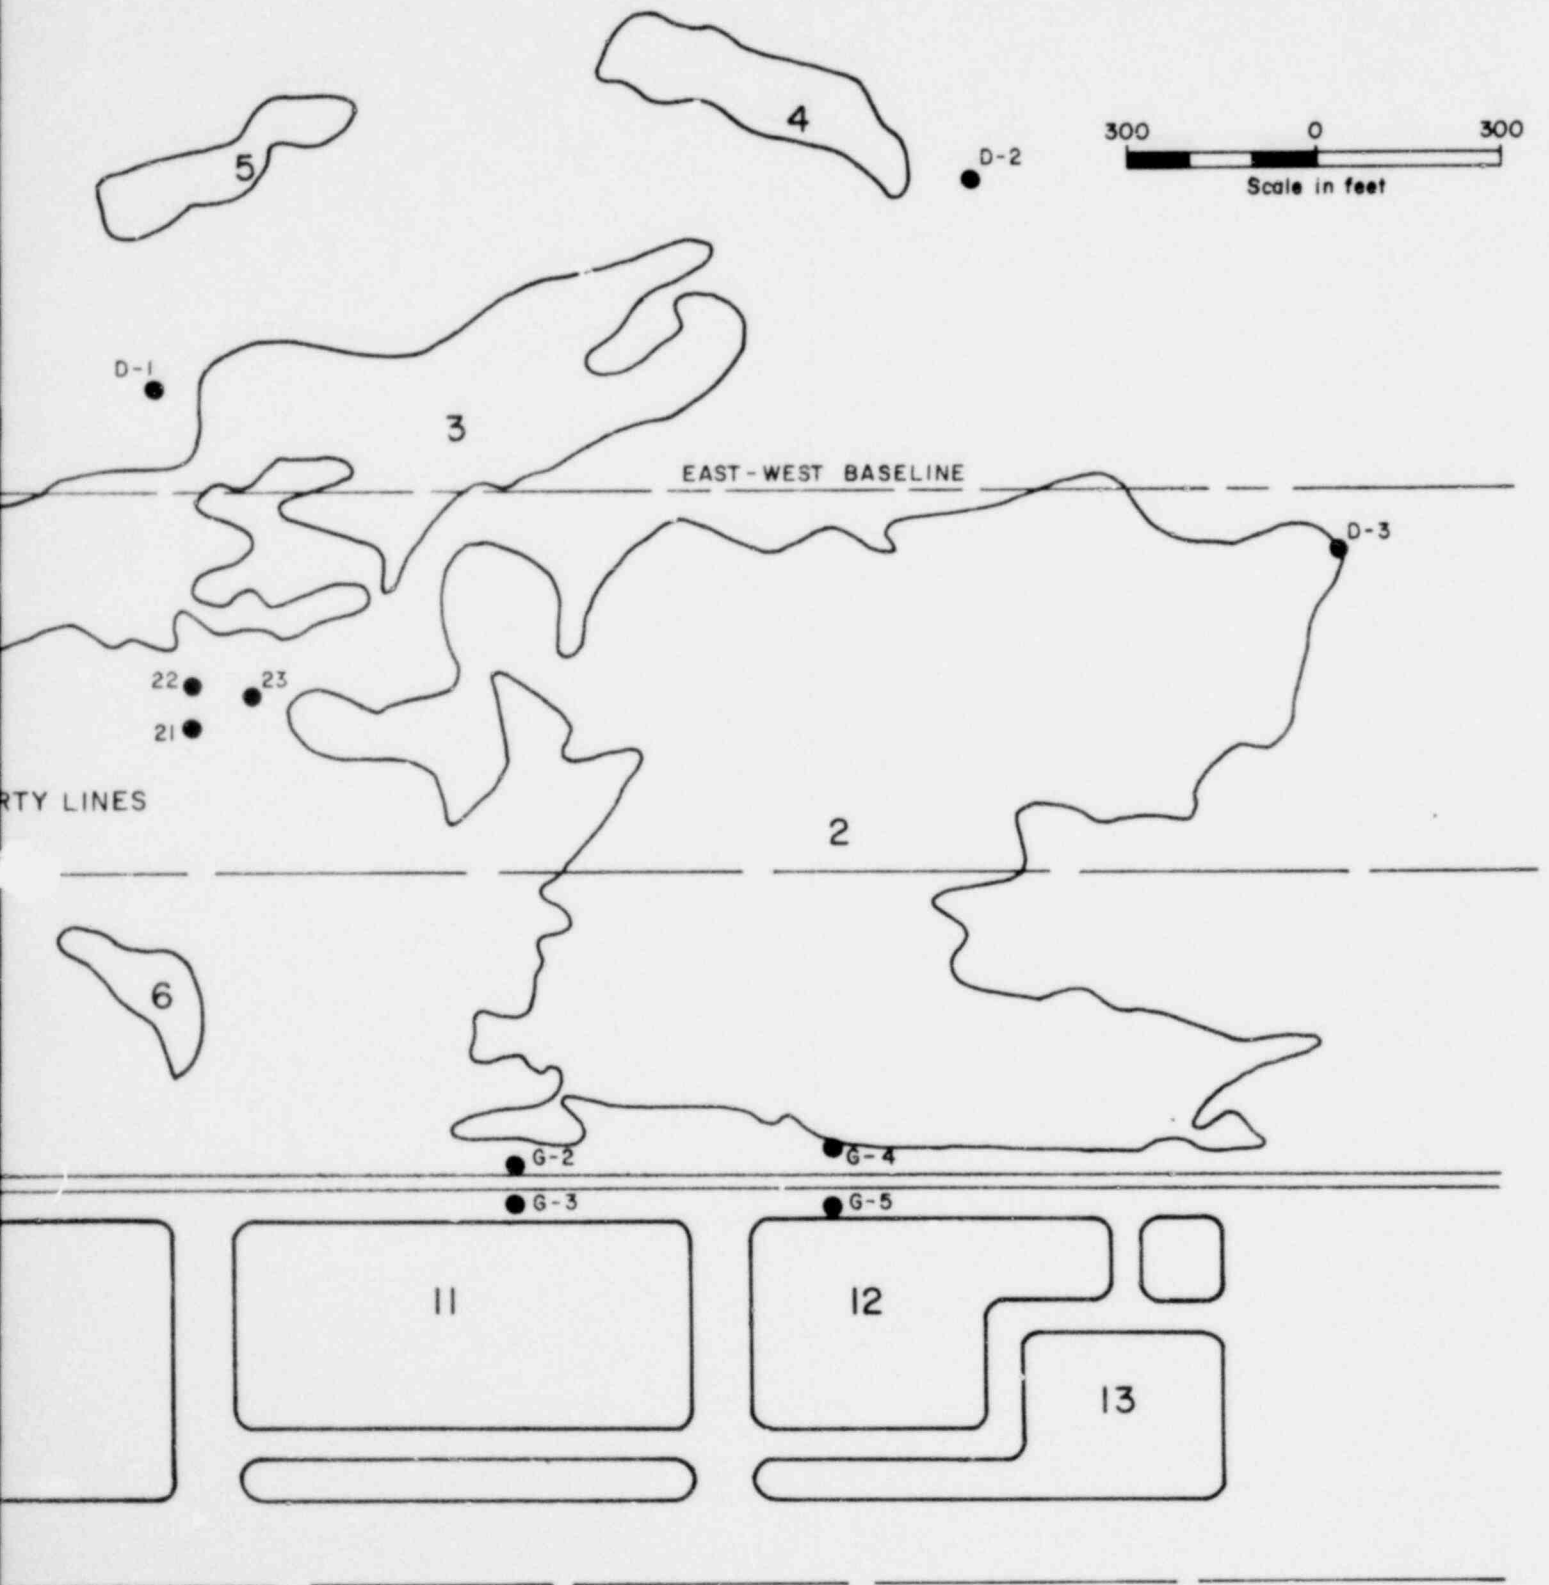 4
300 0 300
5
D-2
Scale in feet
D-1
3
EAST-WEST BASELINE
D-3
22 23
21
RTY LINES
2
6
G-2 G-4
G-3 G-5
11 12
13